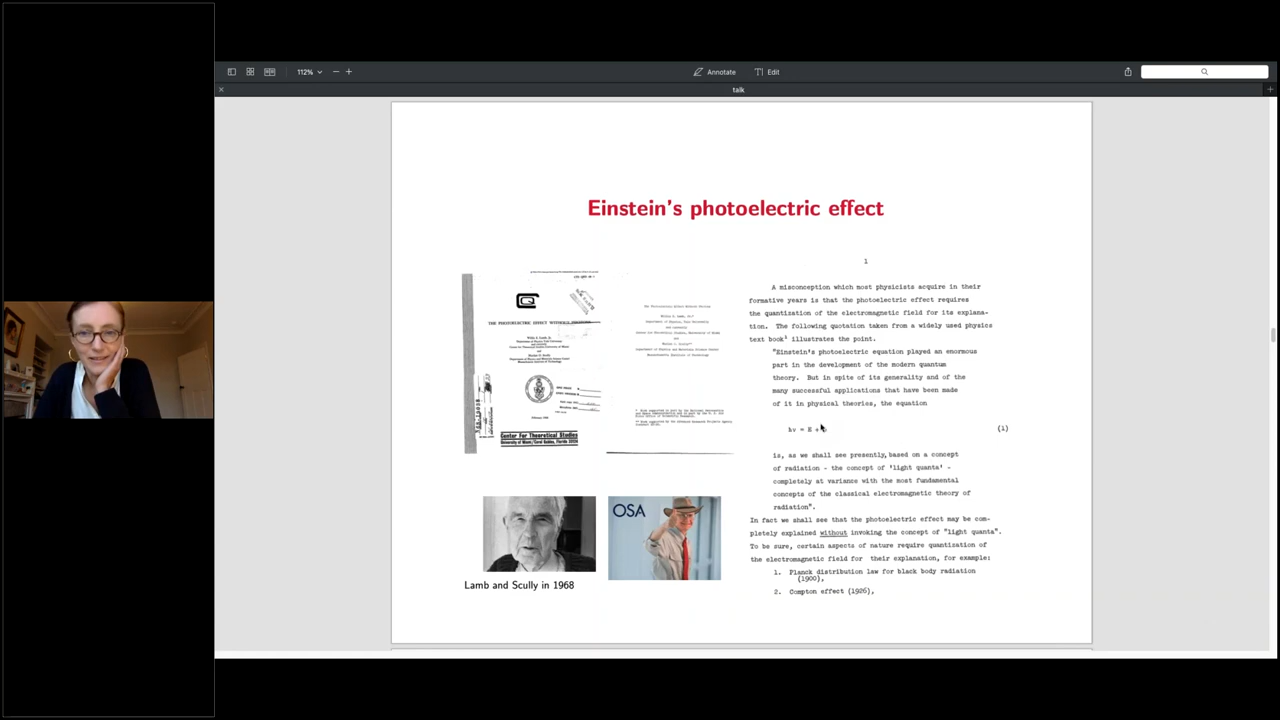 112%
Annotate
Edit
talk
Einstein's photoelectric effect
THE PHOTOELECTRIC EFFECT WITHOUT
Center For Theoretical Studies
University of Miami/Coral Gables, Florida
OSA
Lamb and Scully in 1968
1
A misconception which most physicists acquire in their
formative years is that the photoelectric effect requires
the quantization of the electromagnetic field for its explana-
tion. The following quotation taken from a widely used physics
text book¹ illustrates the point.
"Einstein's photoelectric equation played an enormous
part in the development of the modern quantum
theory. But in spite of its generality and of the
many successful applications that have been made
of it in physical theories, the equation
hν = E + (1)
is, as we shall see presently, based on a concept
of radiation - the concept of 'light quanta' -
completely at variance with the most fundamental
concepts of the classical electromagnetic theory of
radiation".
In fact we shall see that the photoelectric effect may be com-
pletely explained without invoking the concept of "light quanta".
To be sure, certain aspects of nature require quantization of
the electromagnetic field for their explanation, for example:
1. Planck distribution law for black body radiation
(1900),
2. Compton effect (1926),